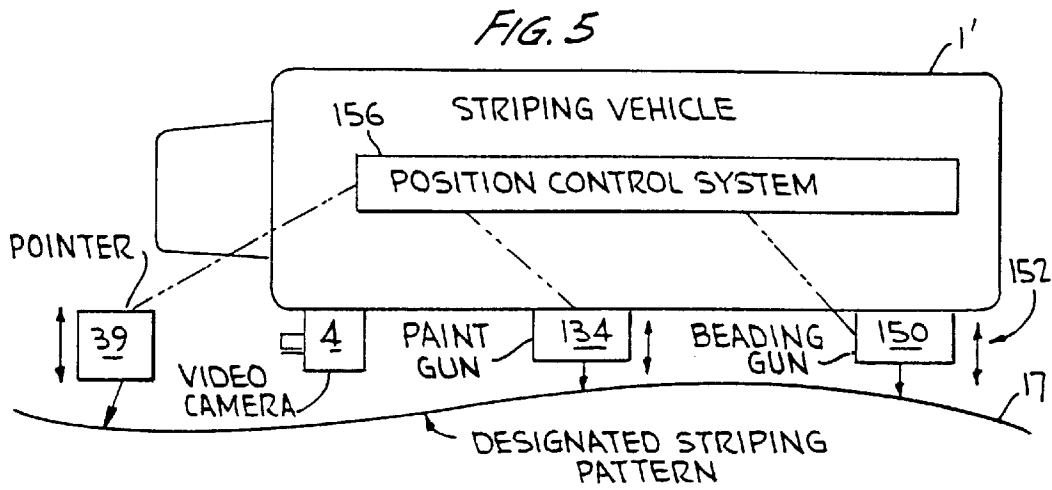 FIG. 5
1'
STRIPING VEHICLE
156
POSITION CONTROL SYSTEM
POINTER
152
39
4
PAINT
GUN
134
BEADING
GUN
150
VIDEO
CAMERA
17
DESIGNATED STRIPING
PATTERN